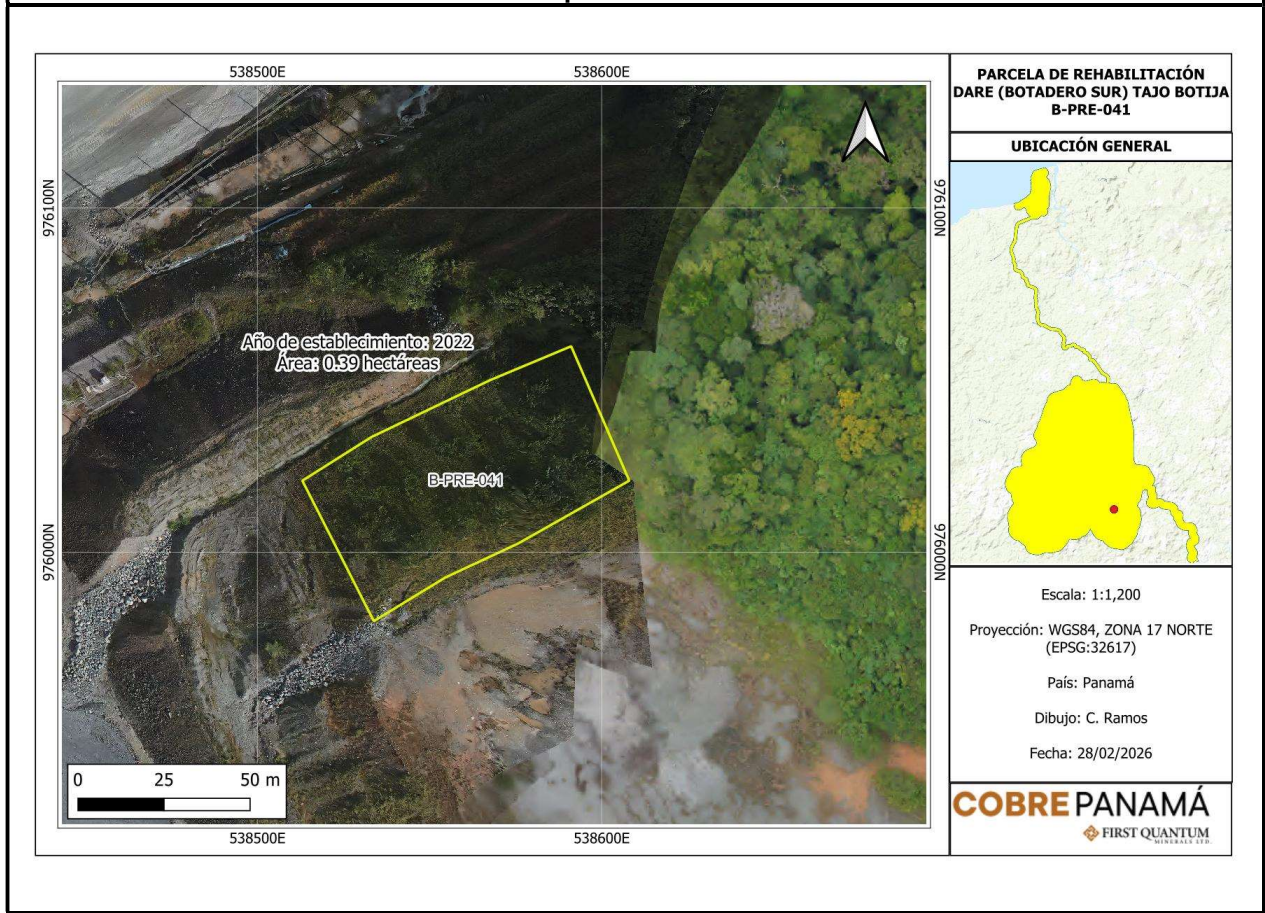 538500E
538600E
976100N
976100N
Año de establecimiento: 2022
Área: 0.39 hectáreas
B-PRE-041
976000N
976000N
0 25 50 m
538500E
538600E
PARCELA DE REHABILITACIÓN
DARE (BOTADERO SUR) TAJO BOTIJA
B-PRE-041
UBICACIÓN GENERAL
Escala: 1:1,200
Proyección: WGS84, ZONA 17 NORTE
(EPSG:32617)
País: Panamá
Dibujo: C. Ramos
Fecha: 28/02/2026
COBRE PANAMÁ
FIRST QUANTUM
MINERALS LTD.